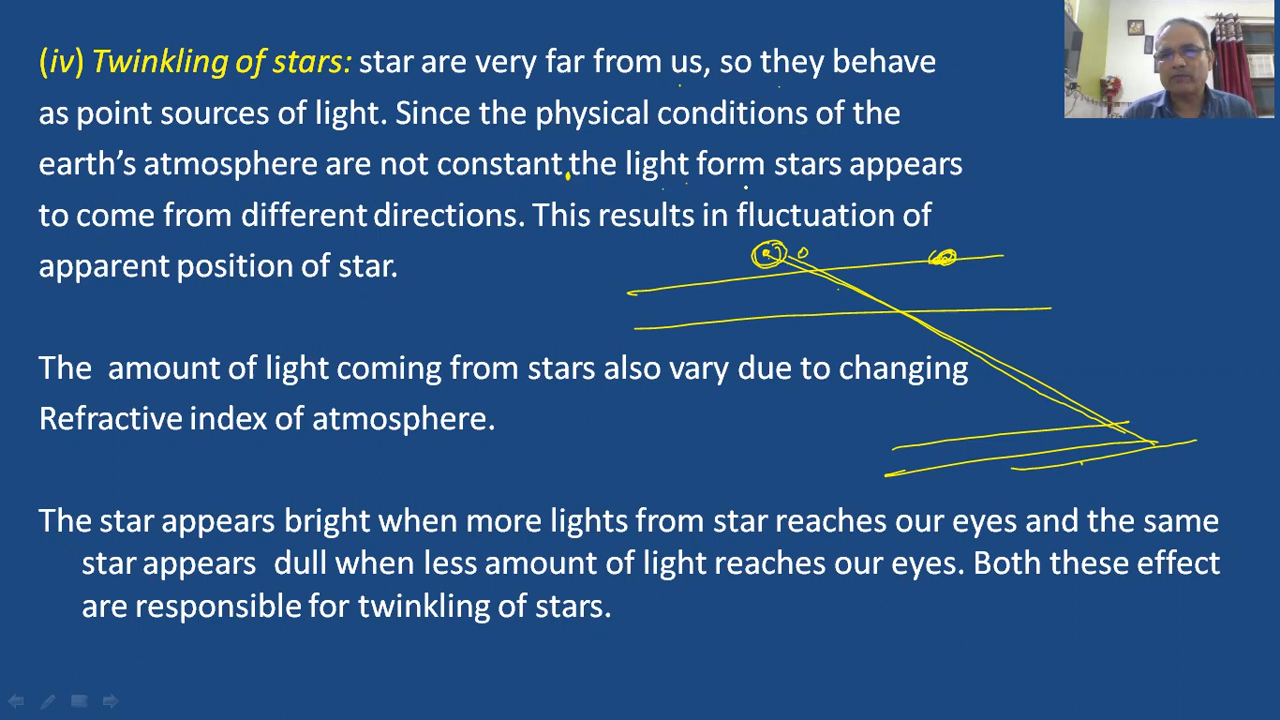 (iv) Twinkling of stars: star are very far from us, so they behave
as point sources of light. Since the physical conditions of the
earth's atmosphere are not constant,the light form stars appears
to come from different directions. This results in fluctuation of
apparent position of star.
The amount of light coming from stars also vary due to changing
Refractive index of atmosphere.
The star appears bright when more lights from star reaches our eyes and the same
star appears dull when less amount of light reaches our eyes. Both these effect
are responsible for twinkling of stars.